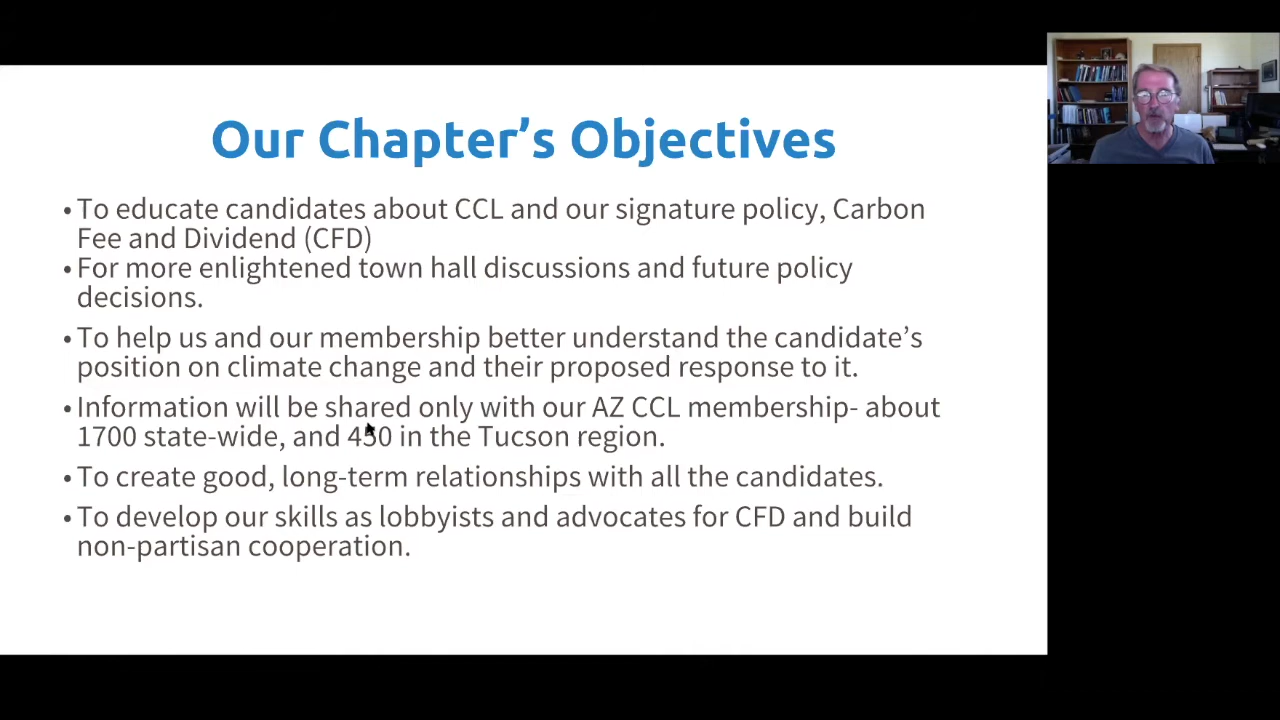 Our Chapter's Objectives
• To educate candidates about CCL and our signature policy, Carbon
Fee and Dividend (CFD)
• For more enlightened town hall discussions and future policy
decisions.
• To help us and our membership better understand the candidate's
position on climate change and their proposed response to it.
• Information will be shared only with our AZ CCL membership- about
1700 state-wide, and 450 in the Tucson region.
• To create good, long-term relationships with all the candidates.
• To develop our skills as lobbyists and advocates for CFD and build
non-partisan cooperation.